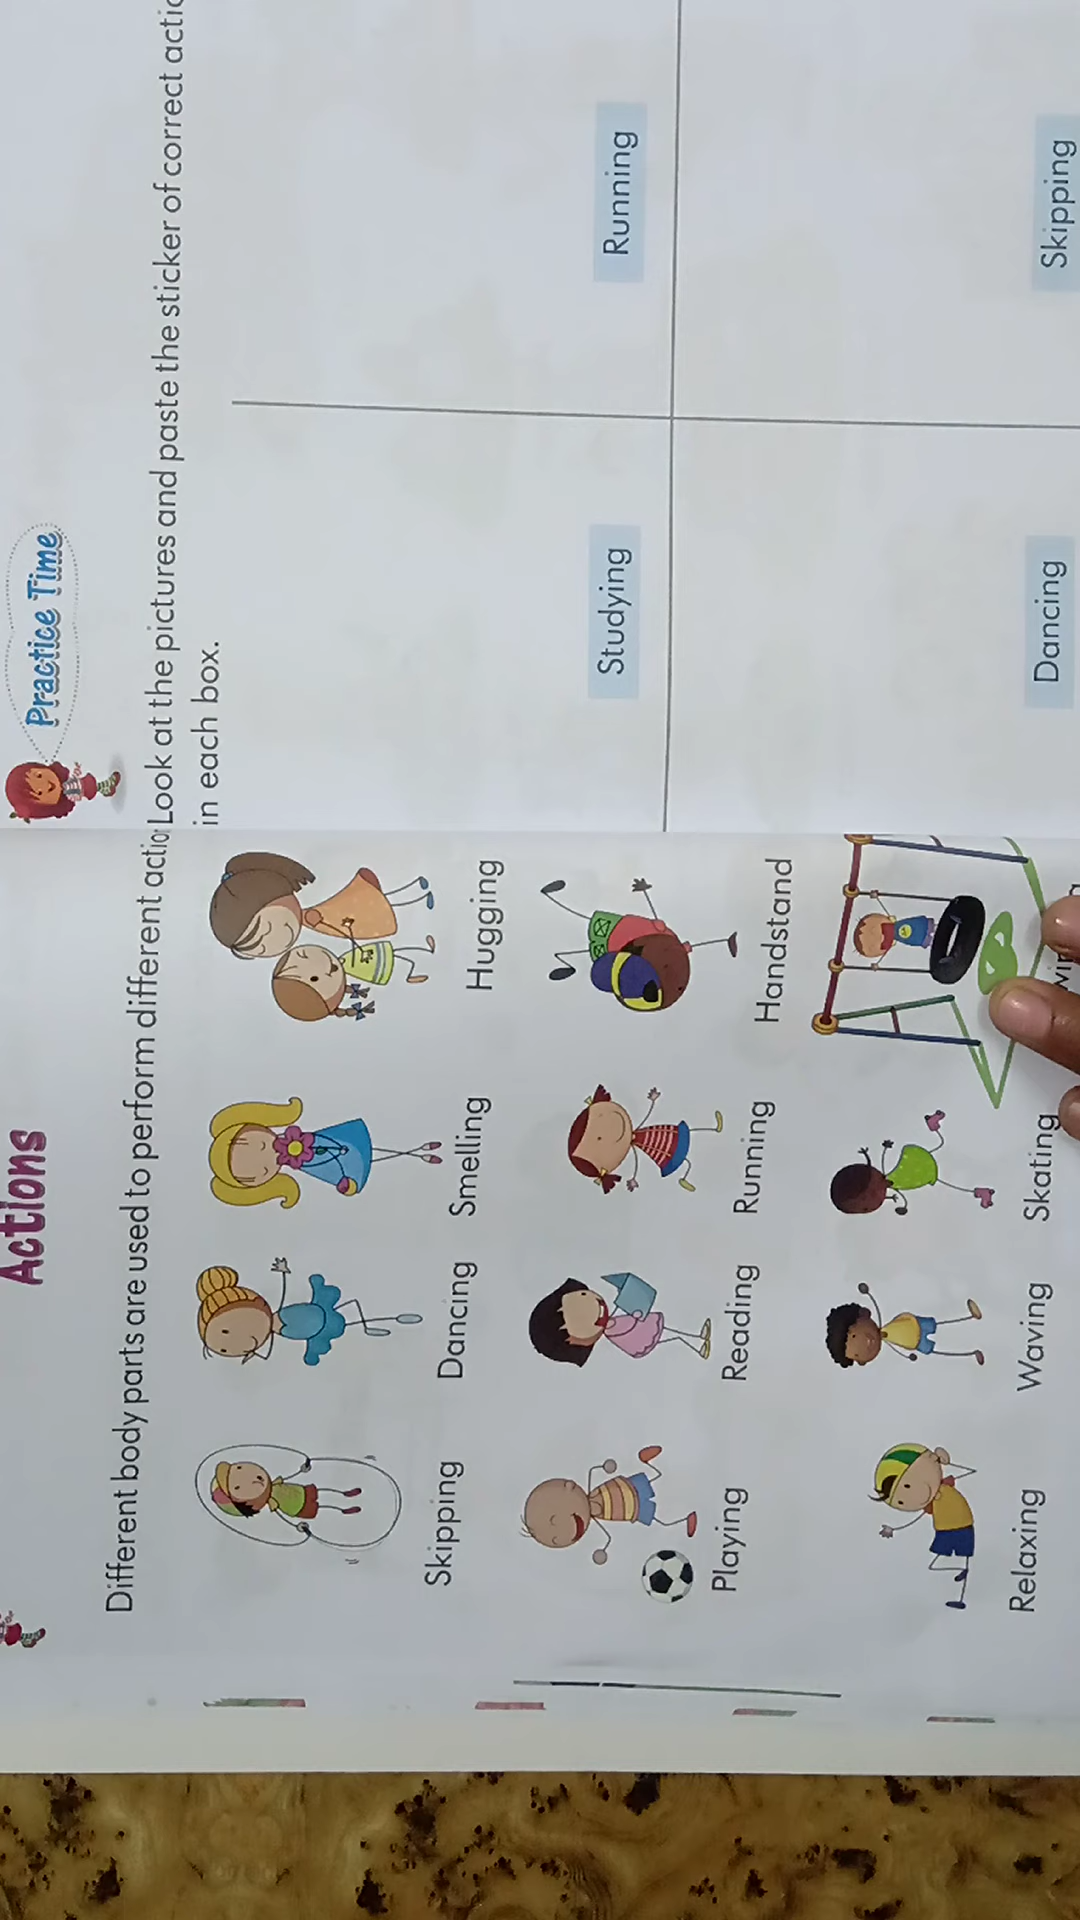 Actions
Different body parts are used to perform different actio
Skipping
Dancing
Smelling
Hugging
Playing
Reading
Running
Handstand
Relaxing
Waving
Skating
Practice Time
Look at the pictures and paste the sticker of correct actio
in each box.
Studying
Running
Dancing
Skipping